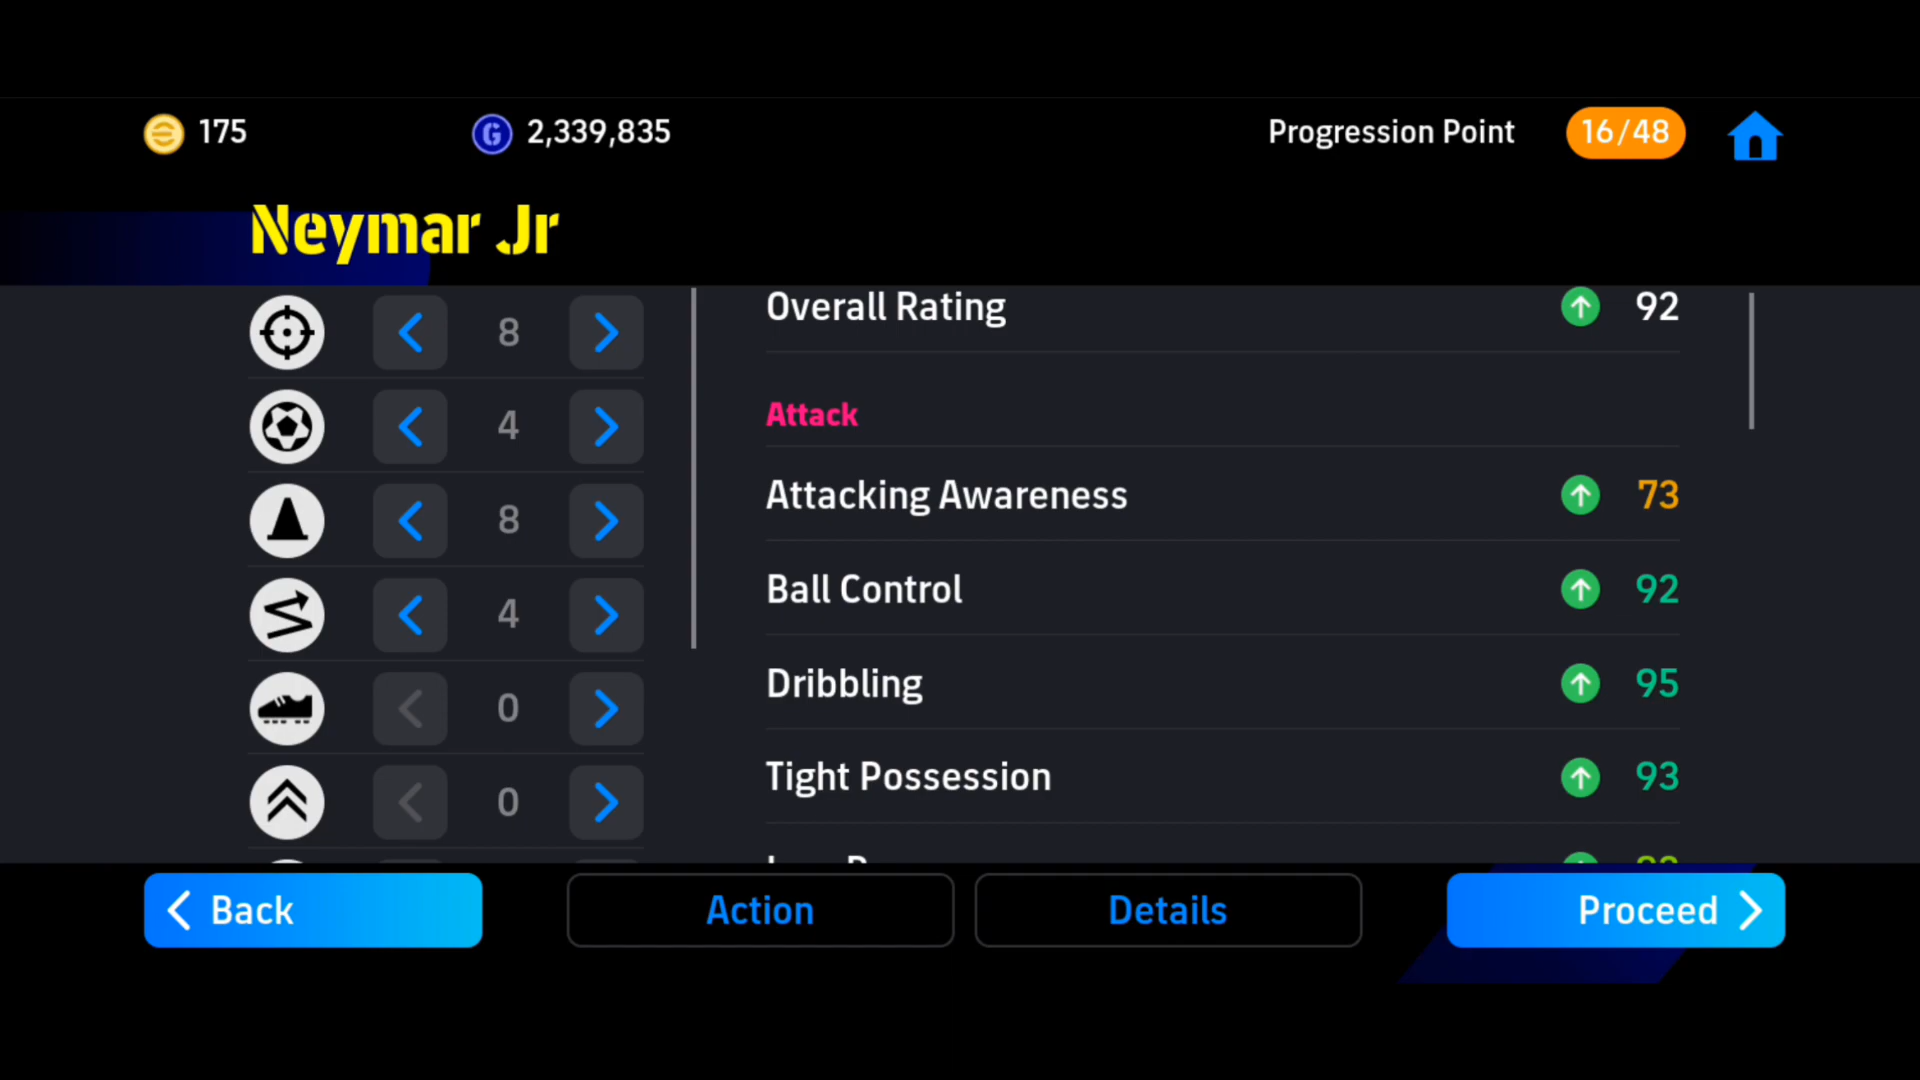 175
2,339,835
Progression Point
16/48
Neymar Jr
8
Overall Rating 92
4
Attack
8
Attacking Awareness 73
4
Ball Control 92
0
Dribbling 95
0
Tight Possession 93
Back
Action
Details
Proceed